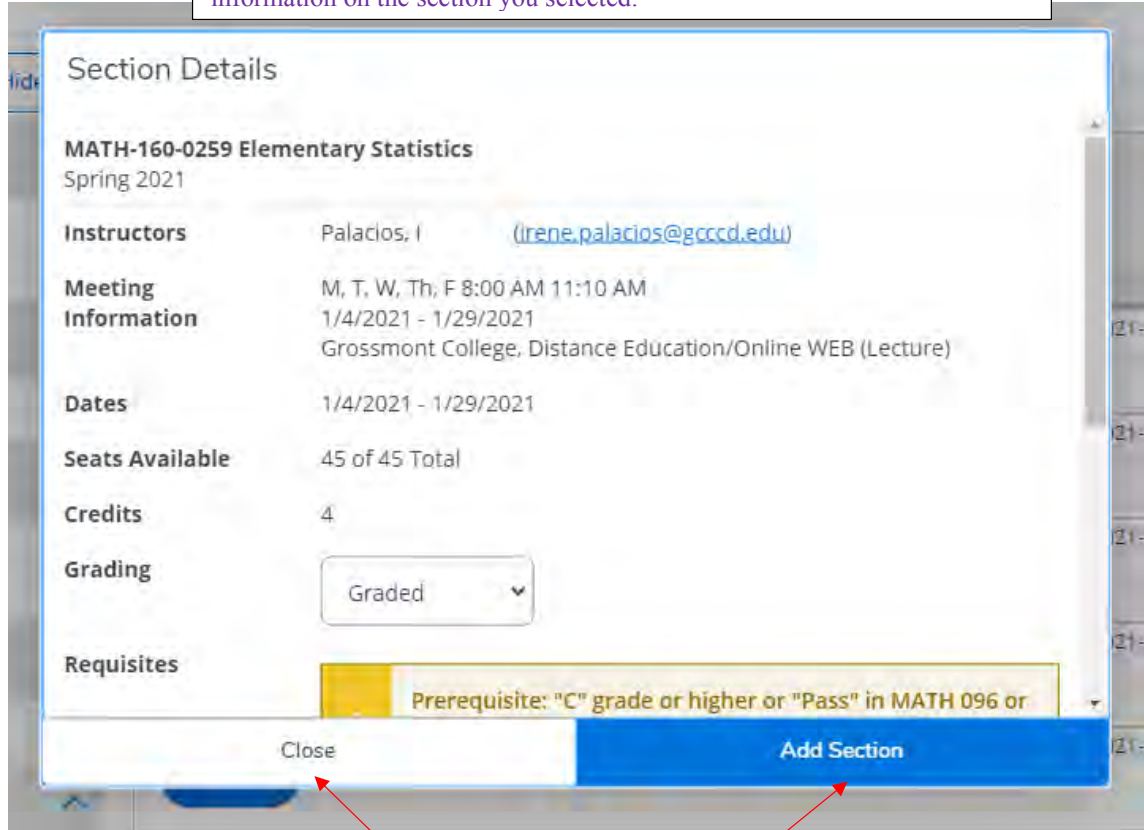 information on the section you selected.
Section Details
MATH-160-0259 Elementary Statistics
Spring 2021
Instructors Palacios, I (irene.palacios@gcccd.edu)
Meeting Information M, T, W, Th, F 8:00 AM 11:10 AM
1/4/2021 - 1/29/2021
Grossmont College, Distance Education/Online WEB (Lecture)
Dates 1/4/2021 - 1/29/2021
Seats Available 45 of 45 Total
Credits 4
Grading Graded
Requisites Prerequisite: "C" grade or higher or "Pass" in MATH 096 or
Close Add Section